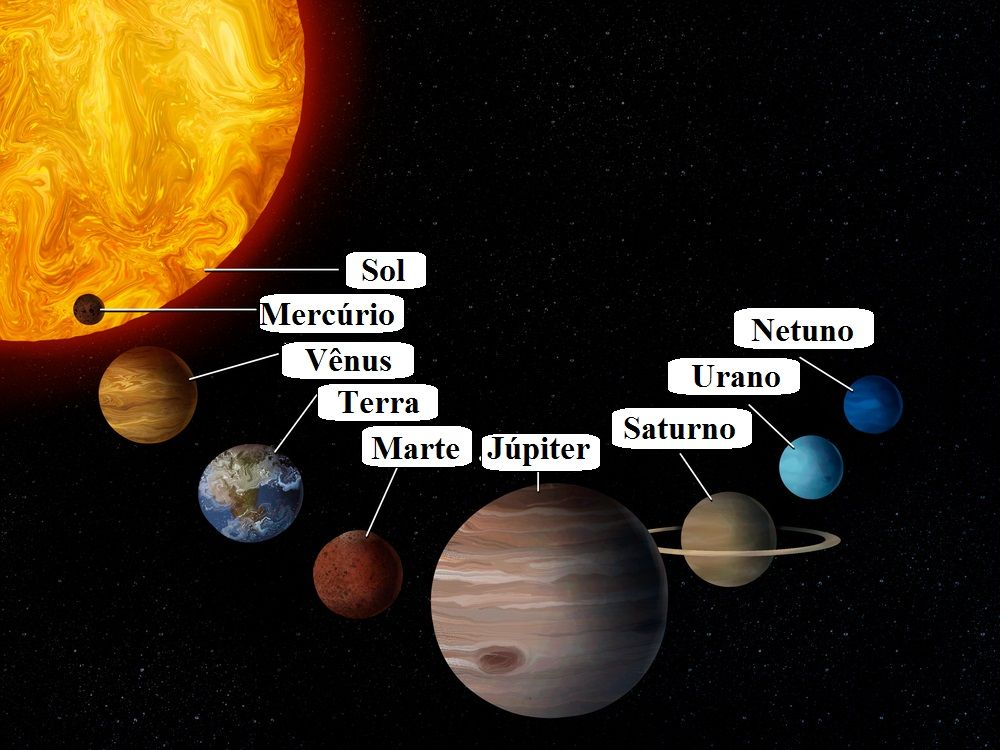 Sol
Mercúrio
Vênus
Terra
Marte
Júpiter
Saturno
Urano
Netuno